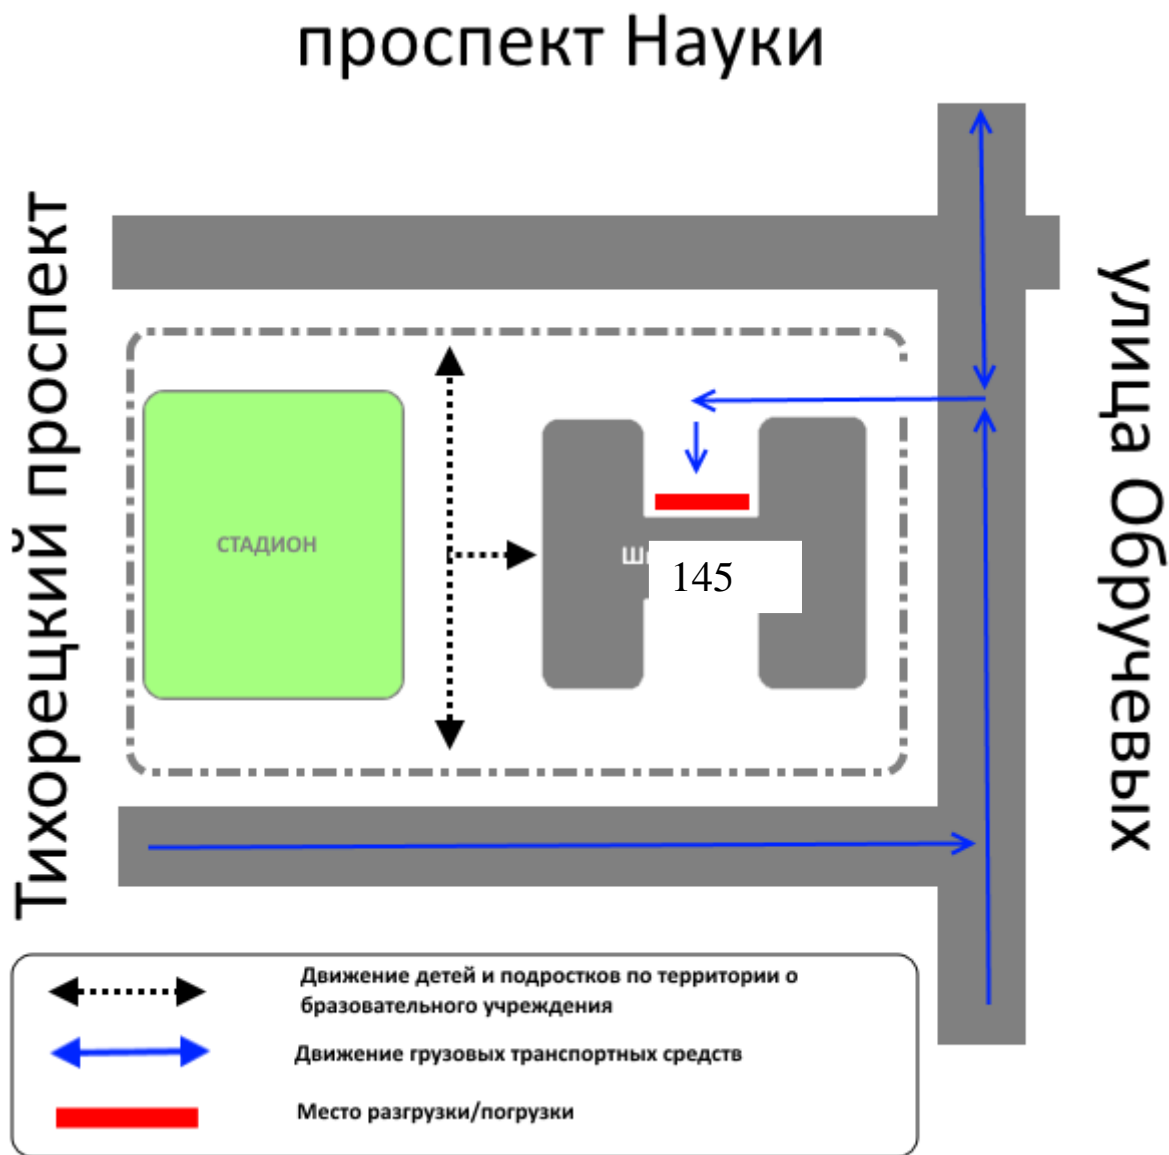 проспект Науки
Тихорецкий проспект
улица Обручевых
СТАДИОН
145
Движение детей и подростков по территории о
бразовательного учреждения
Движение грузовых транспортных средств
Место разгрузки/погрузки